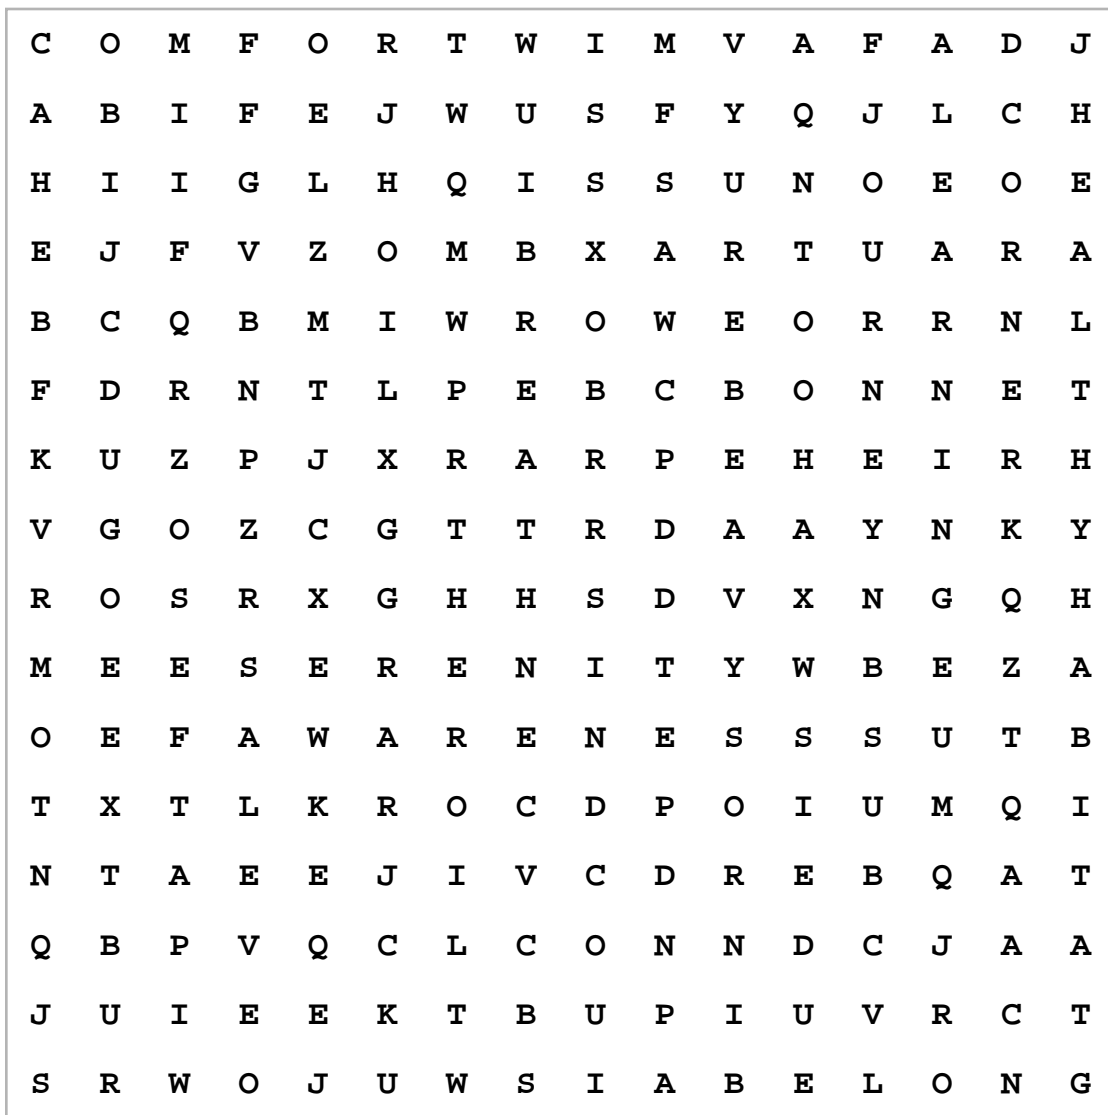 C O M F O R T W I M V A F A D J
A B I F E J W U S F Y Q J L C H
H I I G L H Q I S S U N O E O E
E J F V Z O M B X A R T U A R A
B C Q B M I W R O W E O R R N L
F D R N T L P E B C B O N N E T
K U Z P J X R A R P E H E I R H
V G O Z C G T T R D A A Y N K Y
R O S R X G H H S D V X N G Q H
M E E S E R E N I T Y W B E Z A
O E F A W A R E N E S S S U T B
T X T L K R O C D P O I U M Q I
N T A E E J I V C D R E B Q A T
Q B P V Q C L C O N N D C J A A
J U I E E K T B U P I U V R C T
S R W O J U W S I A B E L O N G